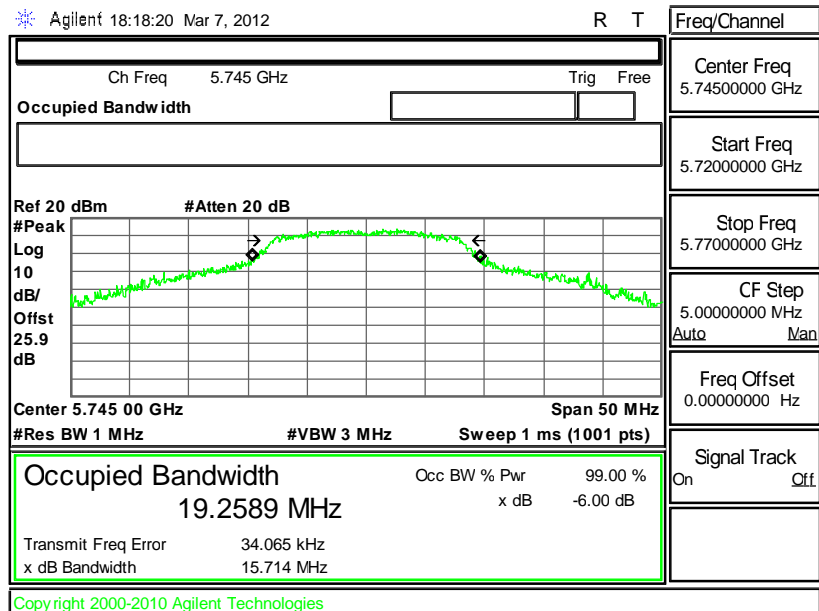 Agilent 18:18:20 Mar 7, 2012 R T
Ch Freq 5.745 GHz Trig Free
Occupied Bandwidth
Ref 20 dBm #Atten 20 dB
#Peak
Log
10
dB/
Offst
25.9
dB
Center 5.745 00 GHz Span 50 MHz
#Res BW 1 MHz #VBW 3 MHz Sweep 1 ms (1001 pts)
Occupied Bandwidth
19.2589 MHz
Occ BW % Pwr 99.00 %
x dB -6.00 dB
Transmit Freq Error 34.065 kHz
x dB Bandwidth 15.714 MHz
Copyright 2000-2010 Agilent Technologies
Freq/Channel
Center Freq
5.74500000 GHz
Start Freq
5.72000000 GHz
Stop Freq
5.77000000 GHz
CF Step
5.00000000 MHz
Auto Man
Freq Offset
0.00000000 Hz
Signal Track
On Off